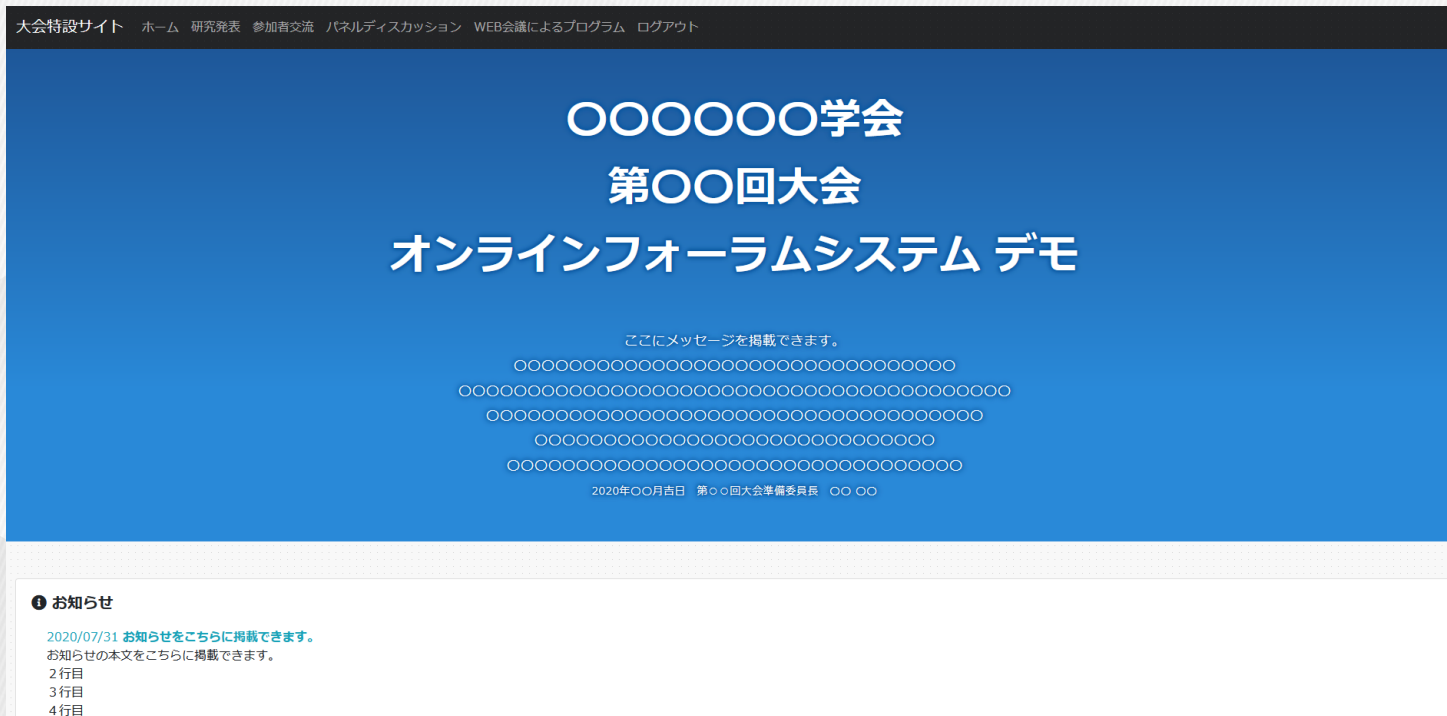 大会特設サイト ホーム 研究発表 参加者交流 パネルディスカッション WEB会議によるプログラム ログアウト
〇〇〇〇〇〇学会
第〇〇回大会
オンラインフォーラムシステム デモ
ここにメッセージを掲載できます。
〇〇〇〇〇〇〇〇〇〇〇〇〇〇〇〇〇〇〇〇〇〇〇〇〇〇〇〇〇〇〇〇
〇〇〇〇〇〇〇〇〇〇〇〇〇〇〇〇〇〇〇〇〇〇〇〇〇〇〇〇〇〇〇〇〇〇〇〇〇〇〇〇
〇〇〇〇〇〇〇〇〇〇〇〇〇〇〇〇〇〇〇〇〇〇〇〇〇〇〇〇〇〇〇〇〇〇〇〇
〇〇〇〇〇〇〇〇〇〇〇〇〇〇〇〇〇〇〇〇〇〇〇〇〇〇〇〇〇
〇〇〇〇〇〇〇〇〇〇〇〇〇〇〇〇〇〇〇〇〇〇〇〇〇〇〇〇〇〇〇〇〇
2020年〇〇月吉日　第○○回大会準備委員長　〇〇 〇〇
お知らせ
2020/07/31 お知らせをこちらに掲載できます。
お知らせの本文をこちらに掲載できます。
２行目
３行目
４行目